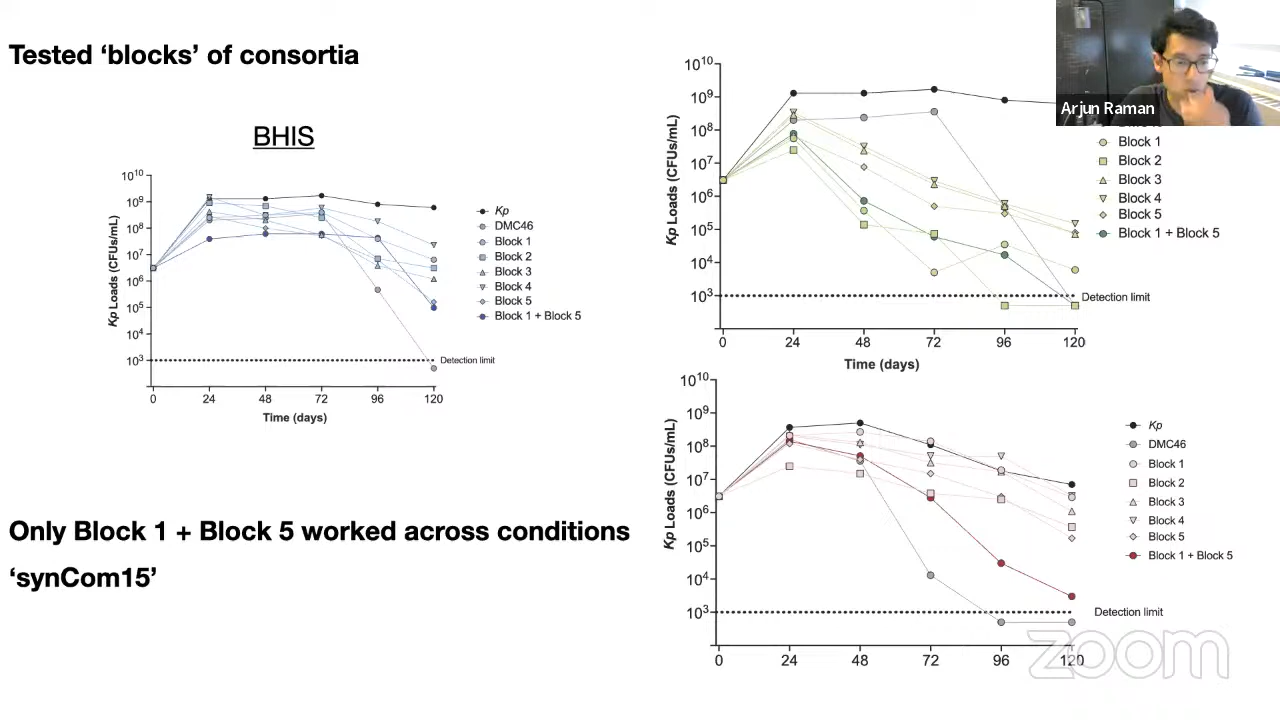 Tested ‘blocks’ of consortia
BHIS
Kp Loads (CFUs/mL)
10^10
10^9
10^8
10^7
10^6
10^5
10^4
10^3
0 24 48 72 96 120
Time (days)
Detection limit
Kp
DMC46
Block 1
Block 2
Block 3
Block 4
Block 5
Block 1 + Block 5
Only Block 1 + Block 5 worked across conditions
‘synCom15’
Kp Loads (CFUs/mL)
10^10
10^9
10^8
10^7
10^6
10^5
10^4
10^3
0 24 48 72 96 120
Time (days)
Detection limit
Arjun Raman
Block 1
Block 2
Block 3
Block 4
Block 5
Block 1 + Block 5
Kp Loads (CFUs/mL)
10^10
10^9
10^8
10^7
10^6
10^5
10^4
10^3
0 24 48 72 96 120
Detection limit
Kp
DMC46
Block 1
Block 2
Block 3
Block 4
Block 5
Block 1 + Block 5
zoom